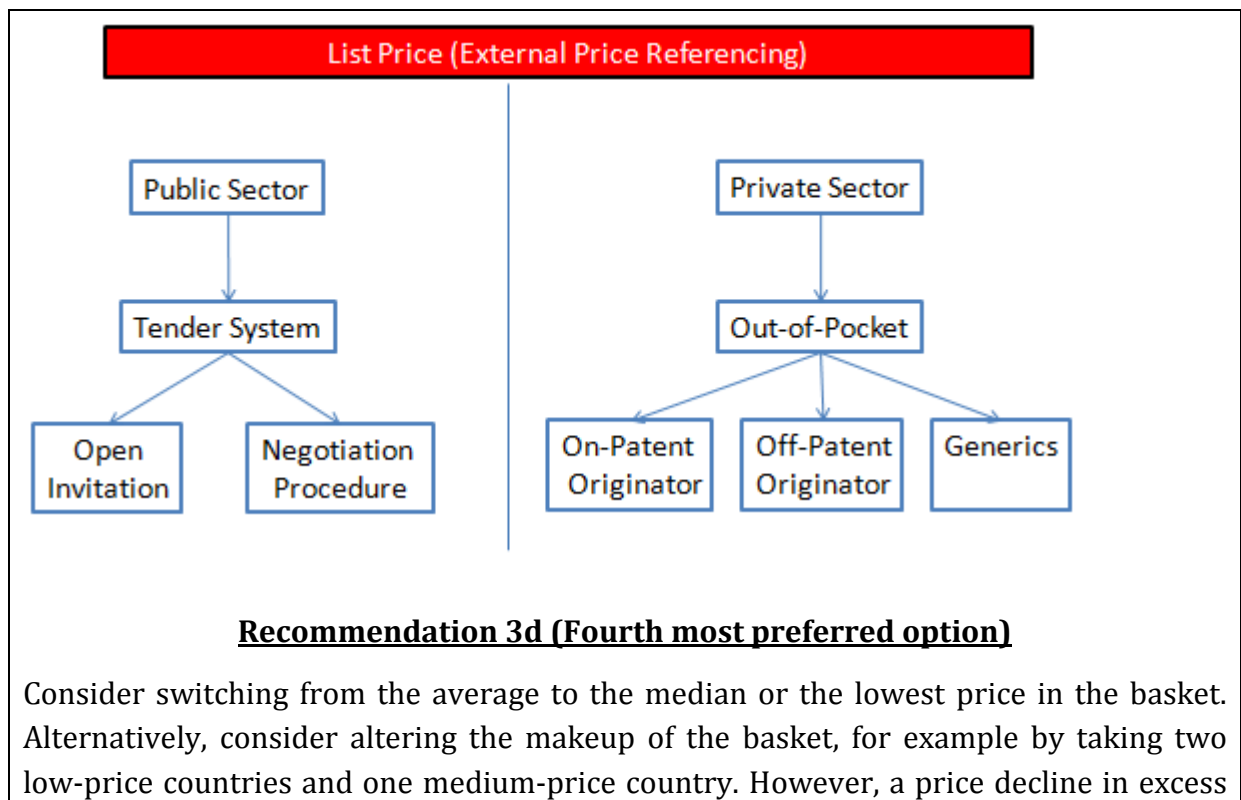 List Price (External Price Referencing)
Public Sector
Private Sector
Tender System
Out-of-Pocket
Open
Invitation
Negotiation
Procedure
On-Patent
Originator
Off-Patent
Originator
Generics
Recommendation 3d (Fourth most preferred option)
Consider switching from the average to the median or the lowest price in the basket.
Alternatively, consider altering the makeup of the basket, for example by taking two
low-price countries and one medium-price country. However, a price decline in excess